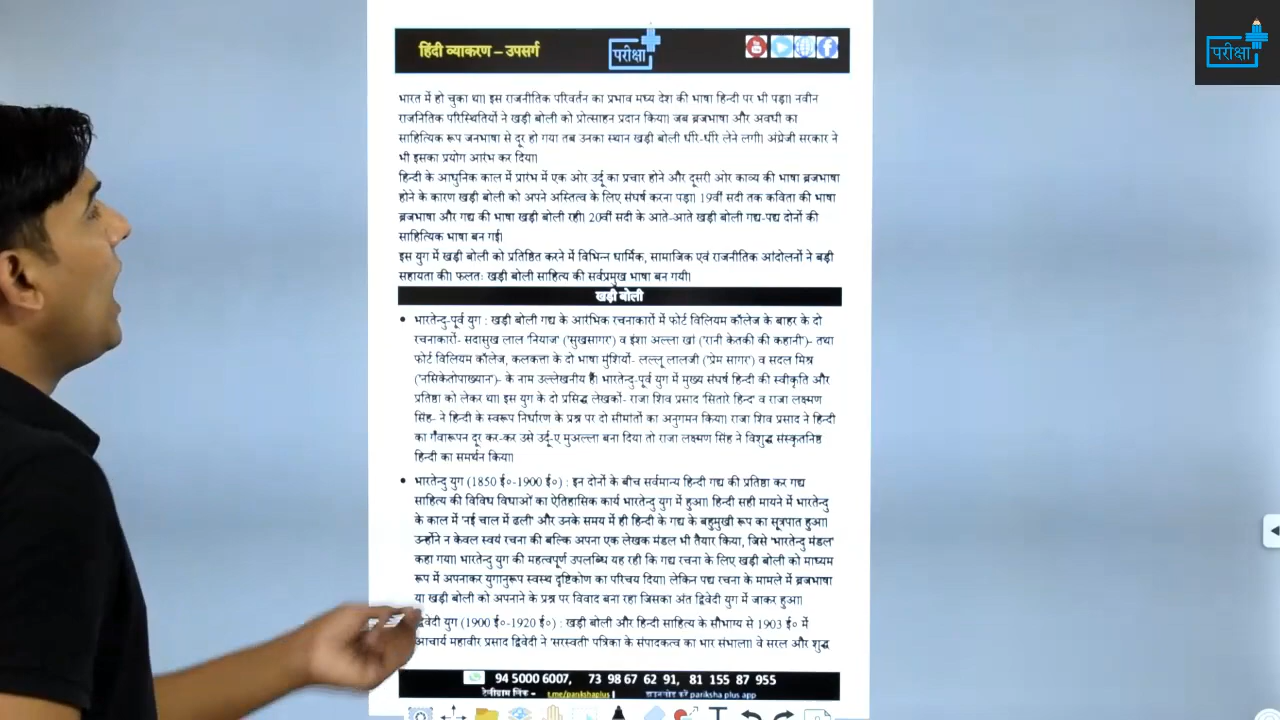 हिंदी व्याकरण – उपसर्ग
परीक्षा
परीक्षा
भारत में हो चुका था। इस राजनीतिक परिवर्तन का प्रभाव मध्य देश की भाषा हिन्दी पर भी पड़ा। नवीन
राजनितिक परिस्थितियों ने खड़ी बोली को प्रोत्साहन प्रदान किया। जब ब्रजभाषा और अवधी का
साहित्यिक रूप जनभाषा से दूर हो गया तब उनका स्थान खड़ी बोली धीरे-धीरे लेने लगी। अंग्रेजी सरकार ने
भी इसका प्रयोग आरंभ कर दिया।
हिन्दी के आधुनिक काल में प्रारंभ में एक ओर उर्दू का प्रचार होने और दूसरी ओर काव्य की भाषा ब्रजभाषा
होने के कारण खड़ी बोली को अपने अस्तित्व के लिए संघर्ष करना पड़ा। 19वीं सदी तक कविता की भाषा
ब्रजभाषा और गद्य की भाषा खड़ी बोली रही। 20वीं सदी के आते-आते खड़ी बोली गद्य-पद्य दोनों की
साहित्यिक भाषा बन गई।
इस युग में खड़ी बोली को प्रतिष्ठित करने में विभिन्न धार्मिक, सामाजिक एवं राजनीतिक आंदोलनों ने बड़ी
सहायता की। फलतः खड़ी बोली साहित्य की सर्वप्रमुख भाषा बन गयी।
खड़ी बोली
• भारतेन्दु-पूर्व युग : खड़ी बोली गद्य के आरंभिक रचनाकारों में फोर्ट विलियम कॉलेज के बाहर के दो
रचनाकारों- सदासुख लाल 'नियाज' ('सुखसागर') व इंशा अल्ला खां ('रानी केतकी की कहानी')- तथा
फोर्ट विलियम कॉलेज, कलकत्ता के दो भाषा मुंशियों- लल्लू लालजी ('प्रेम सागर') व सदल मिश्र
('नसिकेतोपाख्यान')- के नाम उल्लेखनीय हैं। भारतेन्दु-पूर्व युग में मुख्य संघर्ष हिन्दी की स्वीकृति और
प्रतिष्ठा को लेकर था। इस युग के दो प्रसिद्ध लेखकों- राजा शिव प्रसाद 'सितारे हिन्द' व राजा लक्ष्मण
सिंह- ने हिन्दी के स्वरूप निर्धारण के प्रश्न पर दो सीमांतों का अनुगमन किया। राजा शिव प्रसाद ने हिन्दी
का गँवारूपन दूर कर-कर उसे उर्दू-ए मुअल्ला बना दिया तो राजा लक्ष्मण सिंह ने विशुद्ध संस्कृतनिष्ठ
हिन्दी का समर्थन किया।
• भारतेन्दु युग (1850 ई०-1900 ई०) : इन दोनों के बीच सर्वमान्य हिन्दी गद्य की प्रतिष्ठा कर गद्य
साहित्य की विविध विधाओं का ऐतिहासिक कार्य भारतेन्दु युग में हुआ। हिन्दी सही मायने में भारतेन्दु
के काल में 'नई चाल में ढली' और उनके समय में ही हिन्दी के गद्य के बहुमुखी रूप का सूत्रपात हुआ।
उन्होंने न केवल स्वयं रचना की बल्कि अपना एक लेखक मंडल भी तैयार किया, जिसे 'भारतेन्दु मंडल'
कहा गया। भारतेन्दु युग की महत्वपूर्ण उपलब्धि यह रही कि गद्य रचना के लिए खड़ी बोली को माध्यम
रूप में अपनाकर युगानुरूप स्वस्थ दृष्टिकोण का परिचय दिया। लेकिन पद्य रचना के मामले में ब्रजभाषा
या खड़ी बोली को अपनाने के प्रश्न पर विवाद बना रहा जिसका अंत द्विवेदी युग में जाकर हुआ।
द्विवेदी युग (1900 ई०-1920 ई०) : खड़ी बोली और हिन्दी साहित्य के सौभाग्य से 1903 ई० में
आचार्य महावीर प्रसाद द्विवेदी ने 'सरस्वती' पत्रिका के संपादकत्व का भार संभाला। वे सरल और शुद्ध
94 5000 6007, 73 98 67 62 91, 81 155 87 955
टेलीग्राम लिंक – t.me/pankshaplus | डाउनलोड करें pariksha plus app